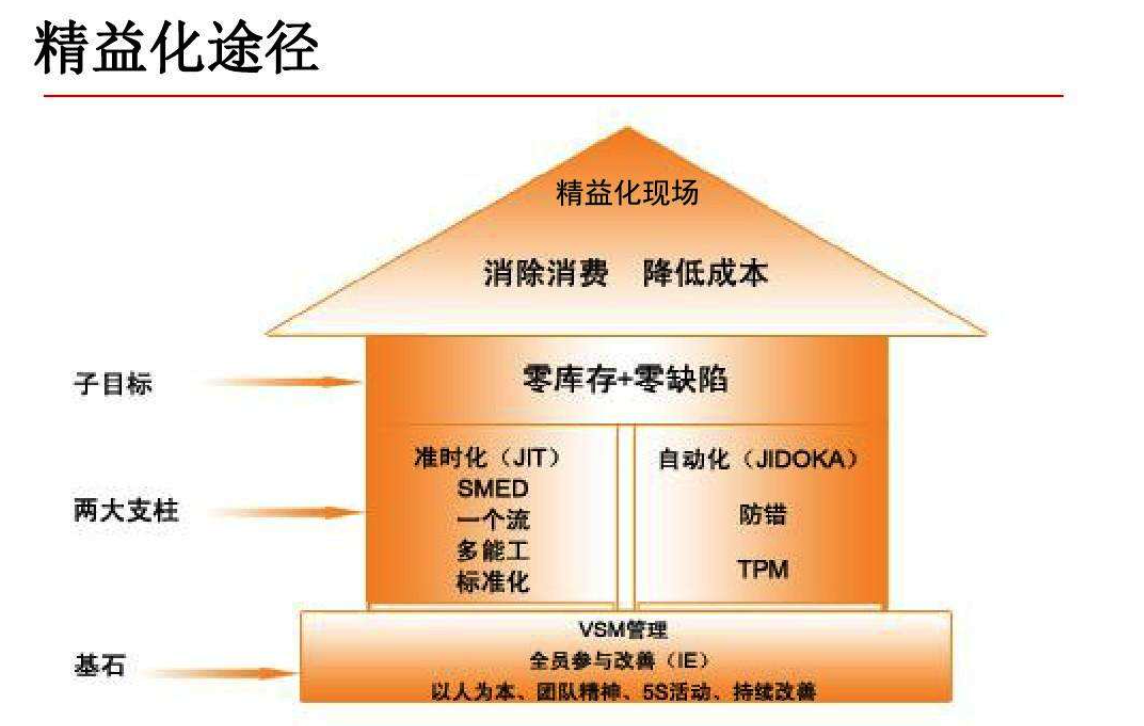 精益化途径
精益化现场
消除消费 降低成本
子目标
零库存+零缺陷
两大支柱
准时化（JIT）
SMED
一个流
多能工
标准化
自动化（JIDOKA）
防错
TPM
基石
VSM管理
全员参与改善（IE）
以人为本、团队精神、5S活动、持续改善